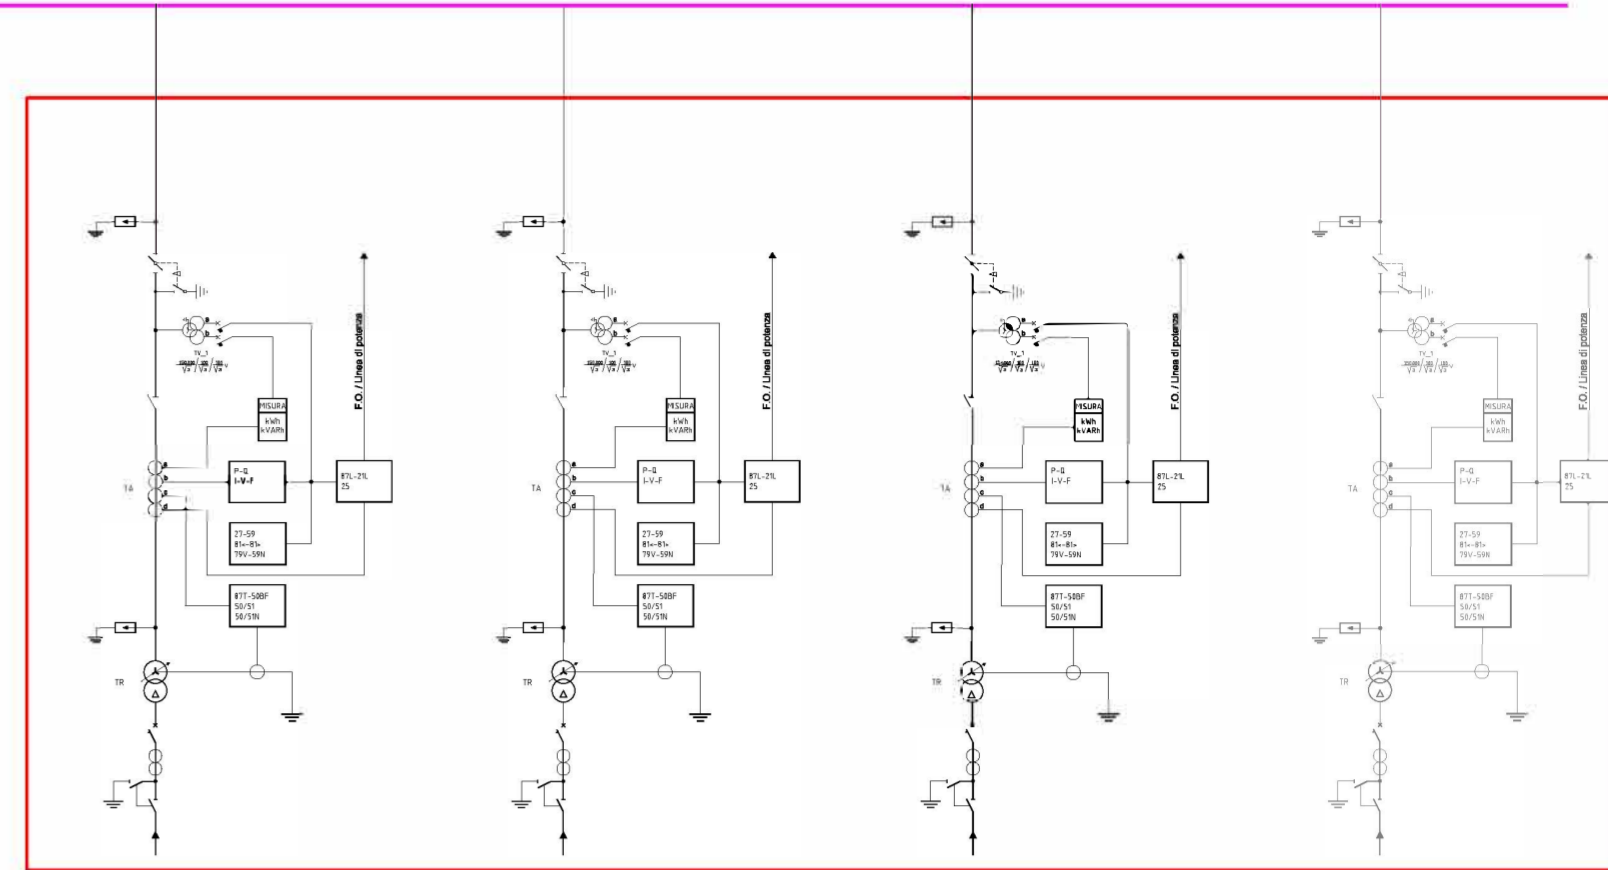 F.O. / Linea di potenza
a
b
TV_1
MISURA
kWh
kVARh
a
b
c
d
TA
P-Q
I-V-F
87L-21L
25
27-59
81<-81>
79V-59N
87T-50BF
50/51
50/51N
TR
F.O. / Linea di potenza
a
b
TV_1
MISURA
kWh
kVARh
a
b
c
d
TA
P-Q
I-V-F
87L-21L
25
27-59
81<-81>
79V-59N
87T-50BF
50/51
50/51N
TR
F.O. / Linea di potenza
a
b
TV_1
MISURA
kWh
kVARh
a
b
c
d
TA
P-Q
I-V-F
87L-21L
25
27-59
81<-81>
79V-59N
87T-50BF
50/51
50/51N
TR
F.O. / Linea di potenza
a
b
TV_1
MISURA
kWh
kVARh
a
b
c
d
TA
P-Q
I-V-F
87L-21L
25
27-59
81<-81>
79V-59N
87T-50BF
50/51
50/51N
TR